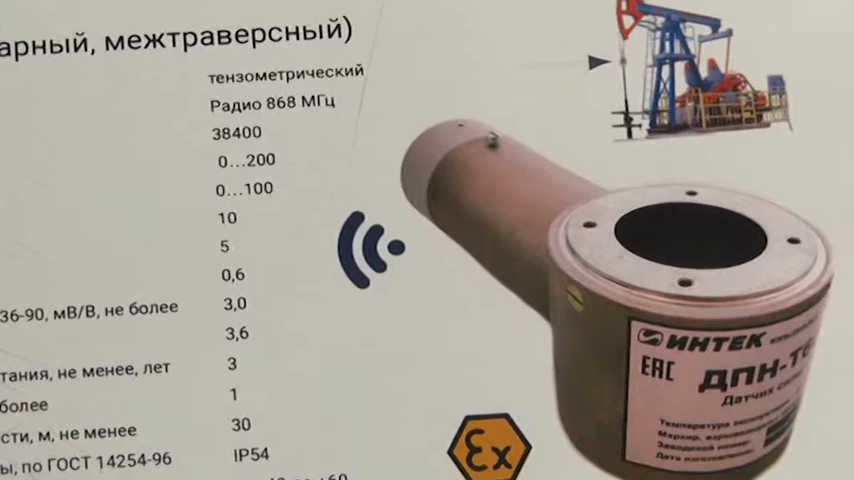 арный, межтраверсный)
тензометрический
Радио 868 МГц
38400
0...200
0...100
10
5
0,6
36-90, мВ/В, не более 3,0
3,6
тания, не менее, лет 3
более 1
сти, м, не менее 30
ы, по ГОСТ 14254-96 IP54
+60
ИНТЕК
ЕАС
ДПН-Т
Датчик
Температура
Маркир.
Заводской номер:
Дата изготовления:
Ex